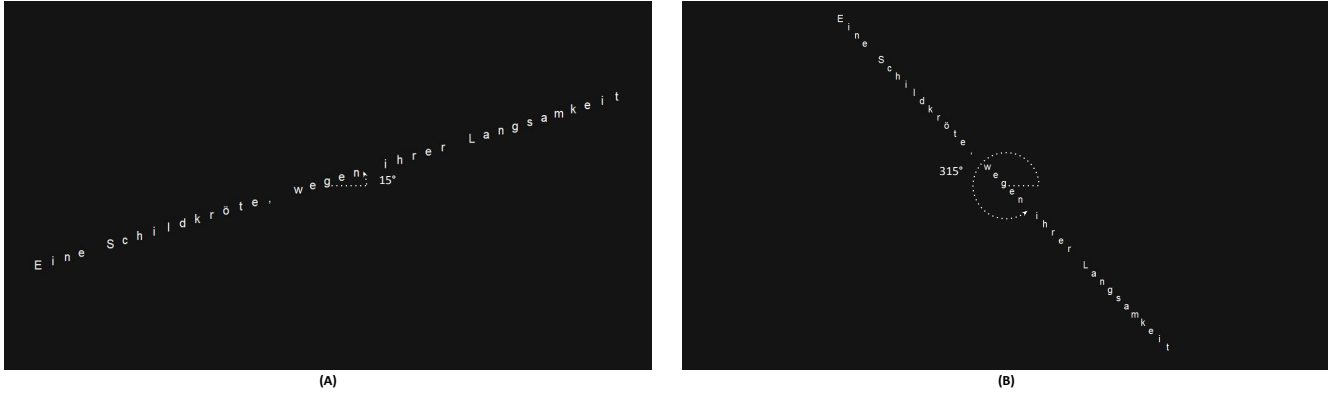 Eine Schildkröte, wegen ihrer Langsamkeit
15°
(A)
Eine Schildkröte, wegen ihrer Langsamkeit
315°
(B)